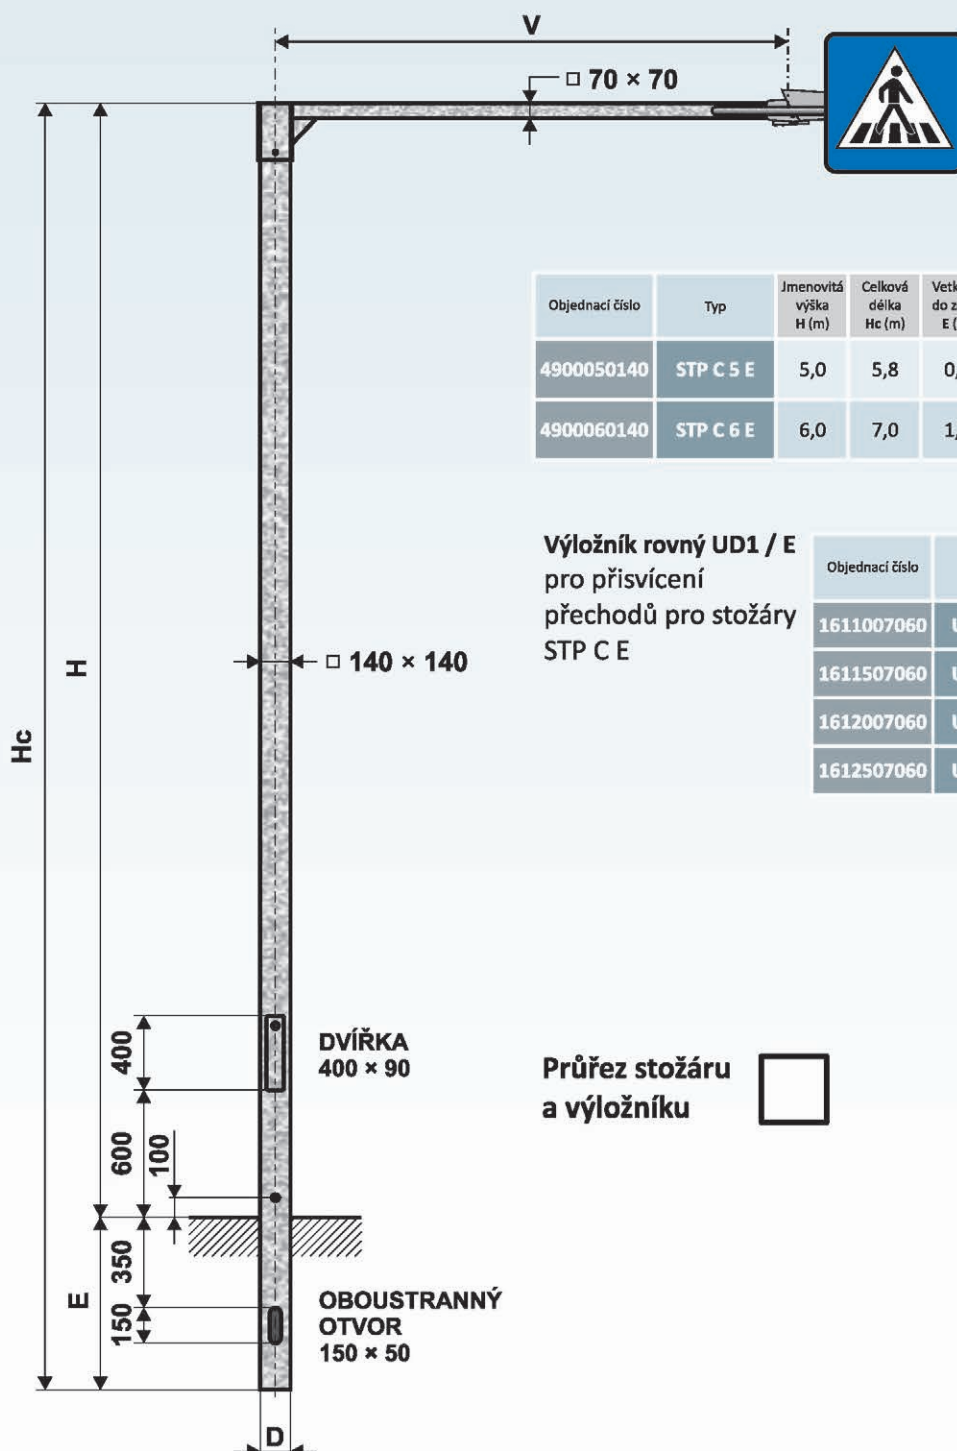 V
□ 70 × 70
Objednací číslo
Typ
Jmenovitá
výška
H (m)
Celková
délka
Hc (m)
do
E
4900050140 STP C 5 E 5,0 5,8 0,
4900060140 STP C 6 E 6,0 7,0 1,
Výložník rovný UD1 / E
pro přisvícení
přechodů pro stožáry
STP C E
Objednací číslo
1611007060
1611507060
1612007060
1612507060
□ 140 × 140
H
Hc
400
DVÍŘKA
400 × 90
Průřez stožáru
a výložníku
600
100
350
E
150
OBOUSTRANNÝ
OTVOR
150 × 50
D